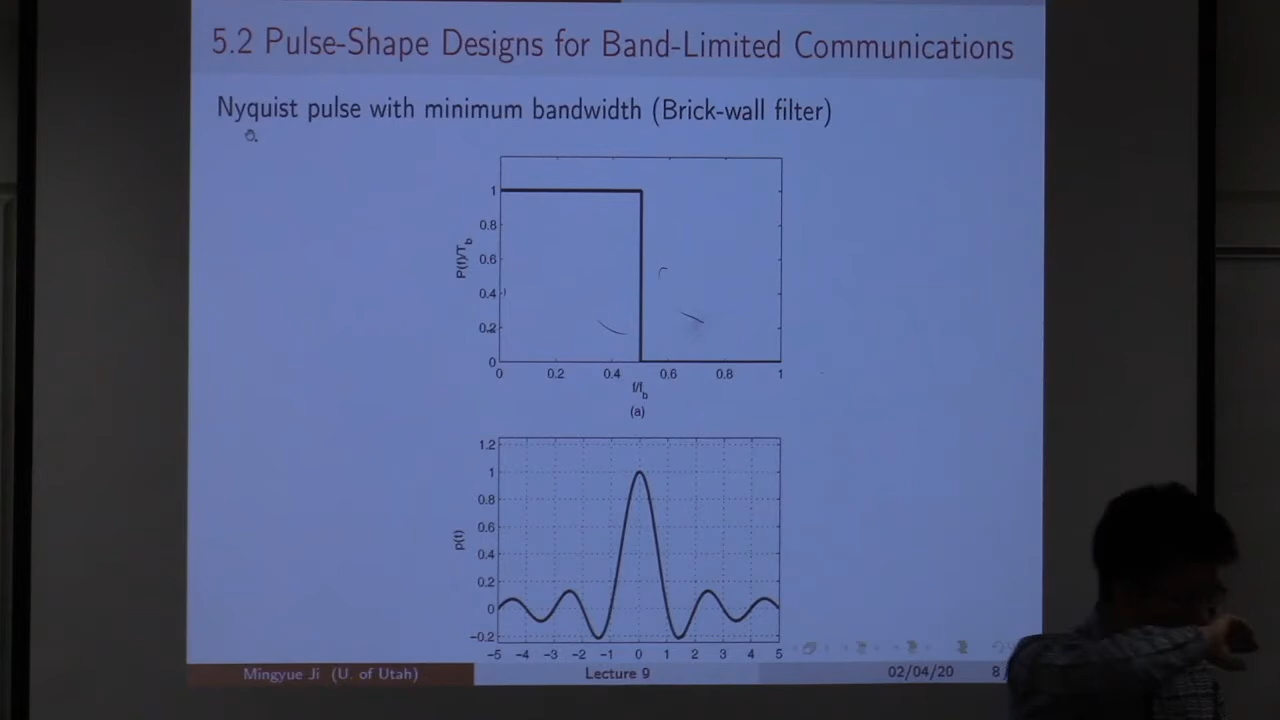 5.2 Pulse-Shape Designs for Band-Limited Communications
Nyquist pulse with minimum bandwidth (Brick-wall filter)
1
0.8
0.6
0.4
0.2
0
P(f)/T_b
0 0.2 0.4 0.6 0.8 1
f/f_b
(a)
1.2
1
0.8
0.6
0.4
0.2
0
−0.2
p(t)
−5 −4 −3 −2 −1 0 1 2 3 4 5
Mingyue Ji (U. of Utah) Lecture 9 02/04/20 8/